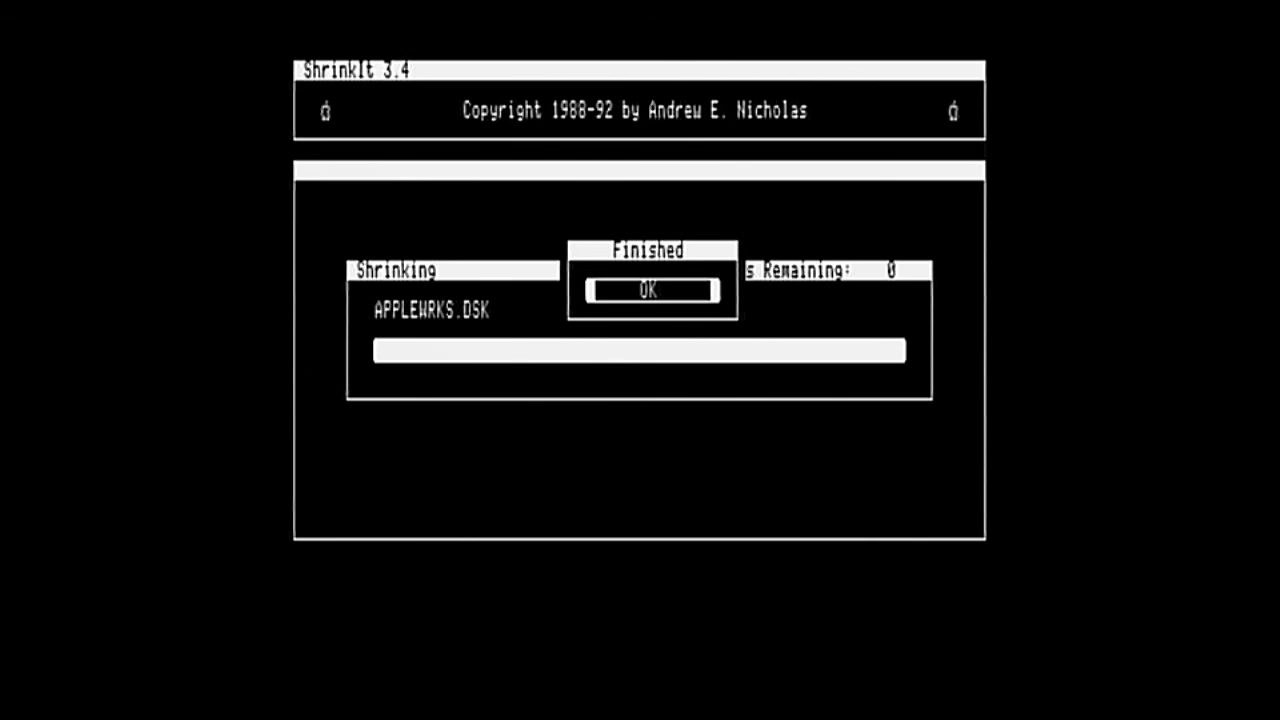 ShrinkIt 3.4
Copyright 1988-92 by Andrew E. Nicholas
Finished
Shrinking
s Remaining: 0
OK
APPLEWRKS.DSK